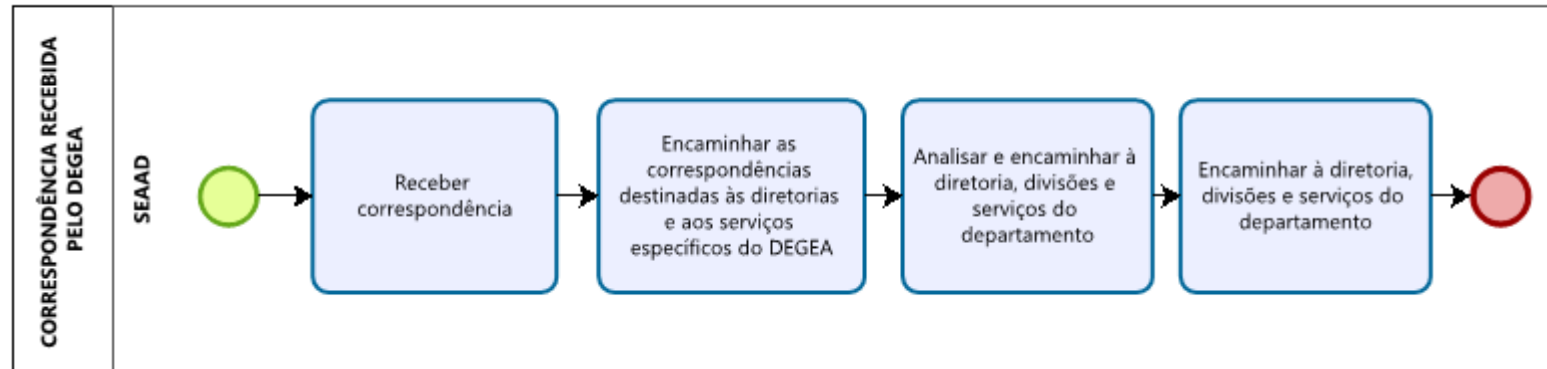 CORRESPONDÊNCIA RECEBIDA
PELO DEGEA
SEAAD
Receber
correspondência
Encaminhar as
correspondências
destinadas às diretorias
e aos serviços
específicos do DEGEA
Analisar e encaminhar à
diretoria, divisões e
serviços do
departamento
Encaminhar à diretoria,
divisões e serviços do
departamento